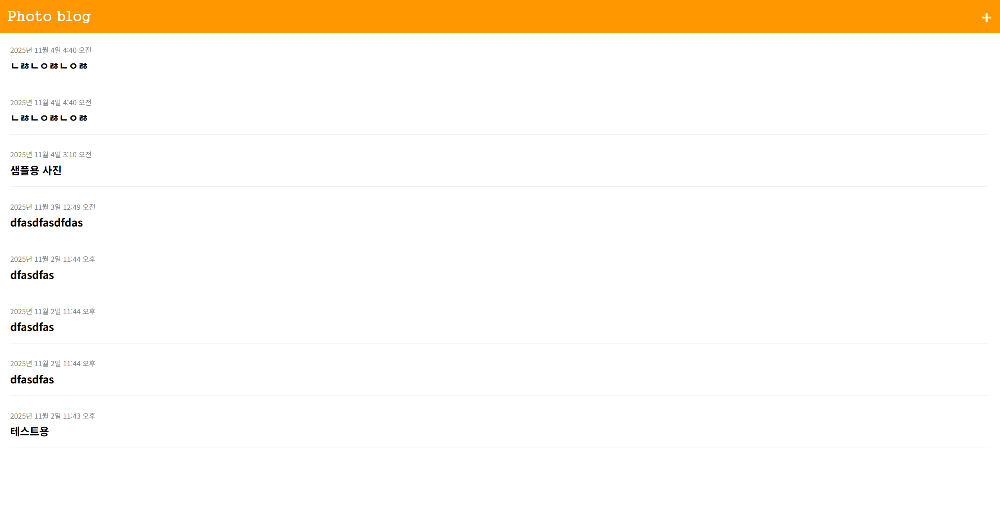 Photo blog
+
2025년 11월 4일 4:40 오전
ㄴㅀㄴㅇㅀㄴㅇㅀ
2025년 11월 4일 4:40 오전
ㄴㅀㄴㅇㅀㄴㅇㅀ
2025년 11월 4일 3:10 오전
샘플용 사진
2025년 11월 3일 12:49 오전
dfasdfasdfdas
2025년 11월 2일 11:44 오후
dfasdfas
2025년 11월 2일 11:44 오후
dfasdfas
2025년 11월 2일 11:44 오후
dfasdfas
2025년 11월 2일 11:43 오후
테스트용